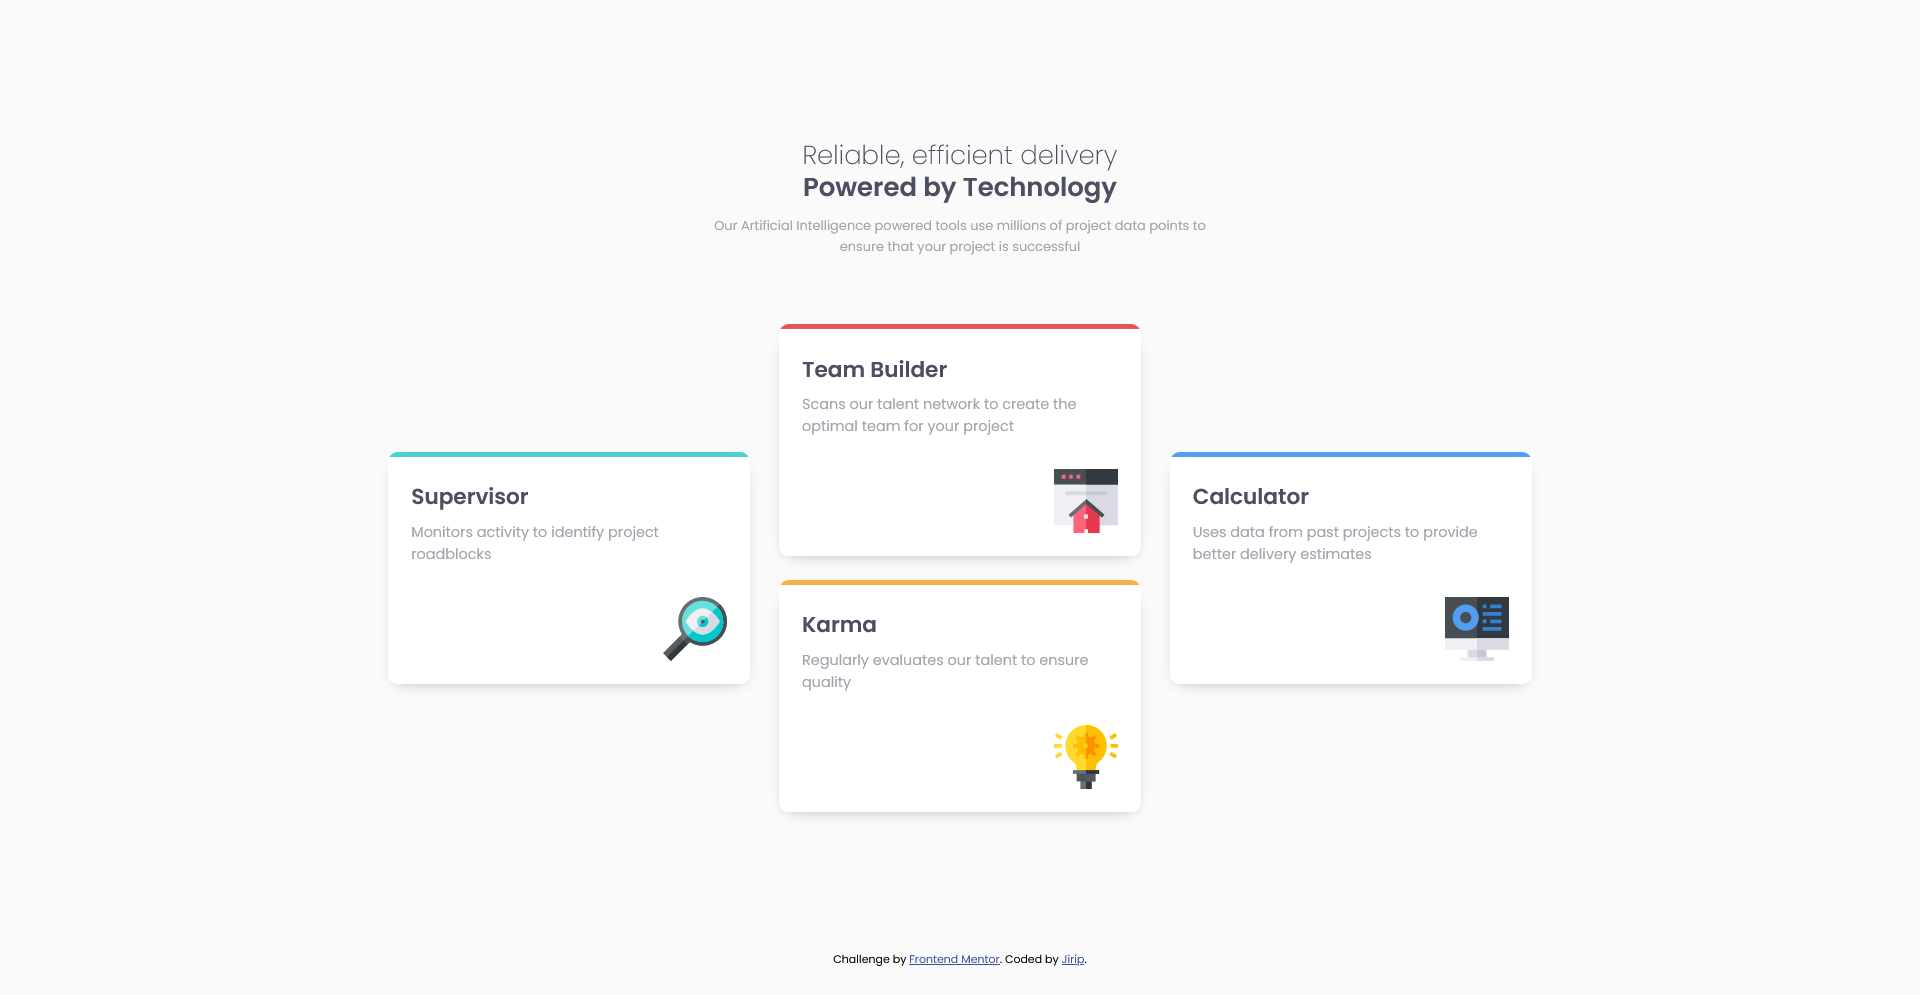 Reliable, efficient delivery
Powered by Technology
Our Artificial Intelligence powered tools use millions of project data points to
ensure that your project is successful
Team Builder
Scans our talent network to create the
optimal team for your project
Supervisor
Monitors activity to identify project
roadblocks
Calculator
Uses data from past projects to provide
better delivery estimates
Karma
Regularly evaluates our talent to ensure
quality
Challenge by Frontend Mentor. Coded by Jirip.